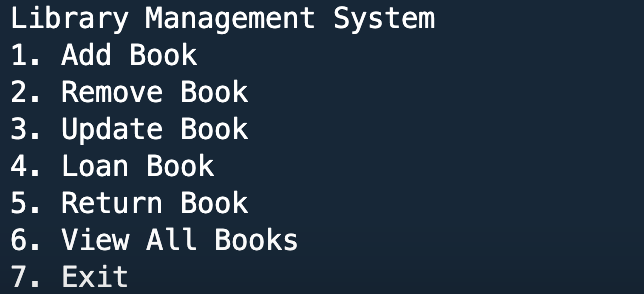 Library Management System
1. Add Book
2. Remove Book
3. Update Book
4. Loan Book
5. Return Book
6. View All Books
7. Exit